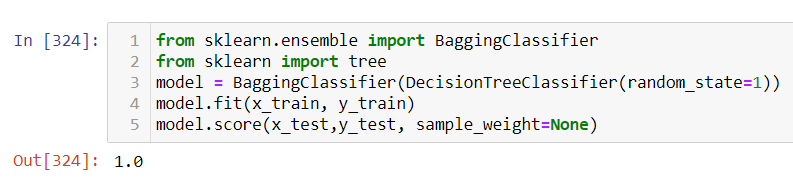 In [324]:
1 from sklearn.ensemble import BaggingClassifier
2 from sklearn import tree
3 model = BaggingClassifier(DecisionTreeClassifier(random_state=1))
4 model.fit(x_train, y_train)
5 model.score(x_test,y_test, sample_weight=None)
Out[324]: 1.0